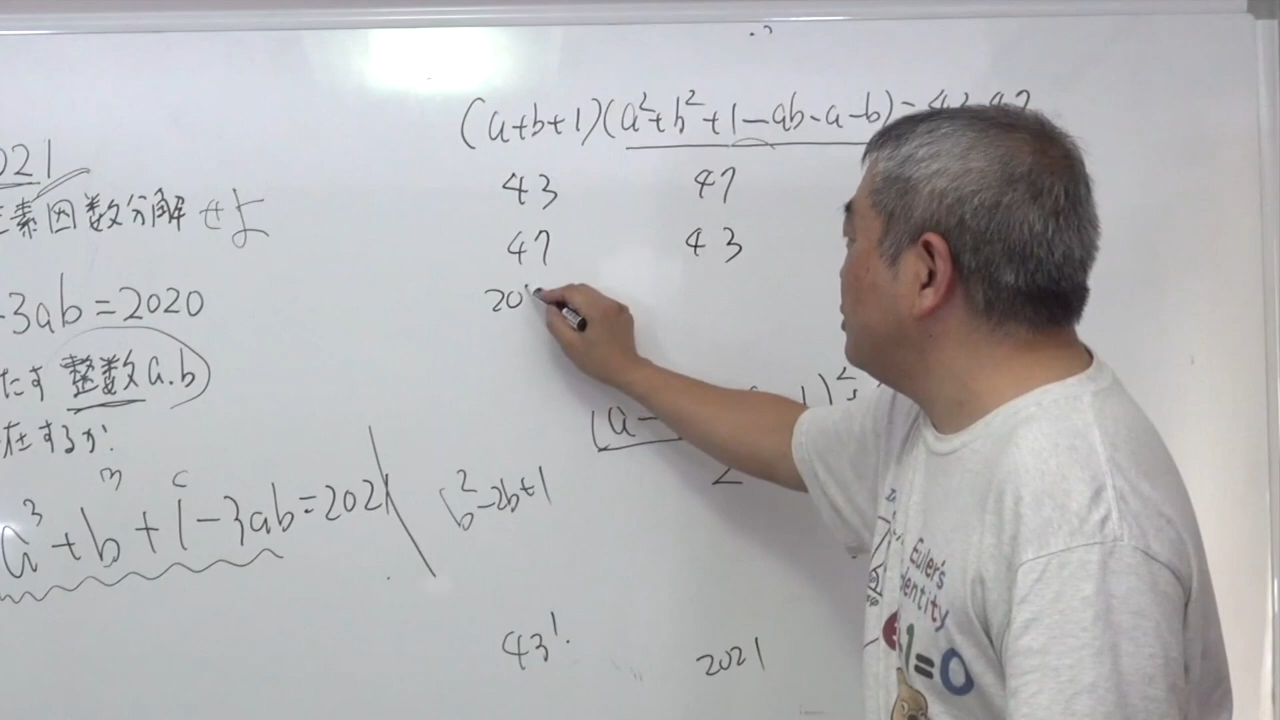 021
素因数分解せよ
-3ab=2020
たす整数a.b
在するか?
a³+b³+1-3ab=2021
(a+b+1)(a²+b²+1-ab-a-b)=43.47
43 47
47 43
20
(a-
b²-2b+1
43!
2021
Euler's
Identity
1=0